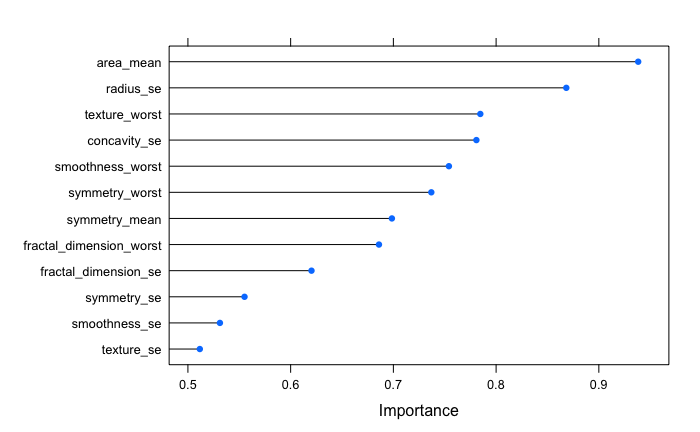 area_mean
radius_se
texture_worst
concavity_se
smoothness_worst
symmetry_worst
symmetry_mean
fractal_dimension_worst
fractal_dimension_se
symmetry_se
smoothness_se
texture_se
0.5 0.6 0.7 0.8 0.9
Importance